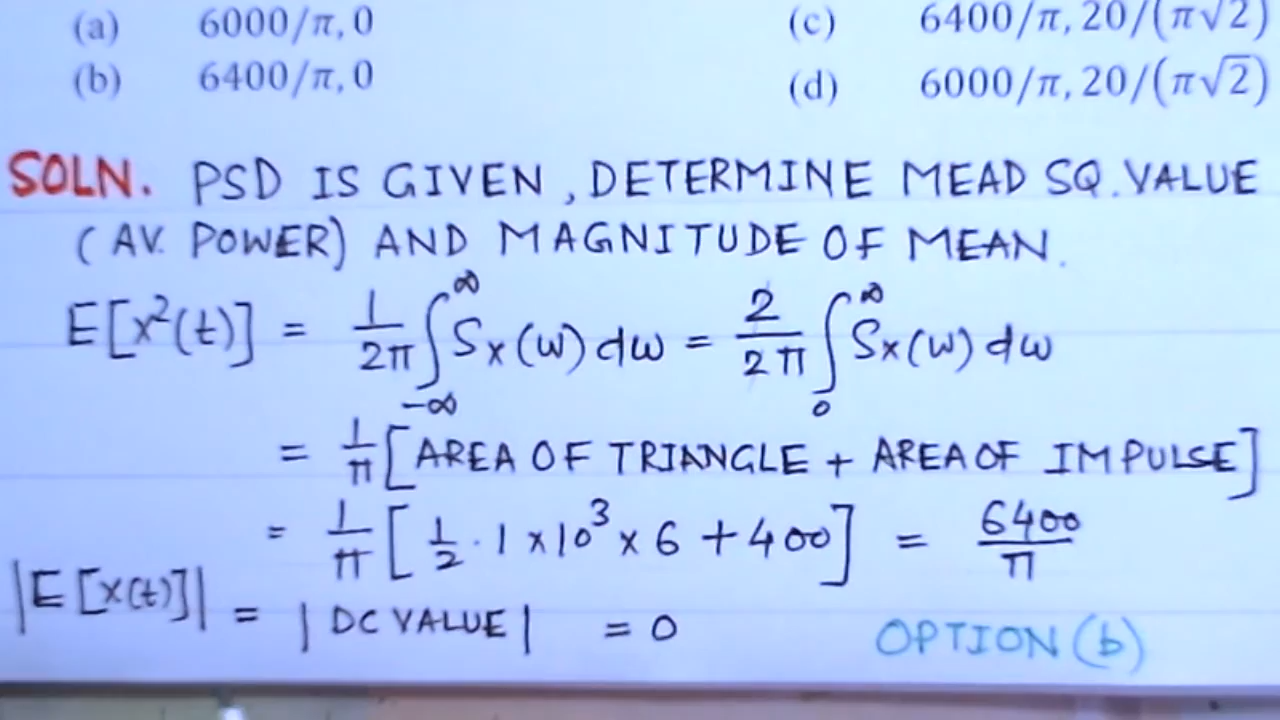 (a) 6000/π, 0 (c) 6400/π, 20/(π√2)
(b) 6400/π, 0 (d) 6000/π, 20/(π√2)
SOLN. PSD IS GIVEN, DETERMINE MEAD SQ. VALUE
(AV. POWER) AND MAGNITUDE OF MEAN.
E[x²(t)] = 1/2π ∫_{-∞}^{∞} Sx(ω) dω = 2/2π ∫_{0}^{∞} Sx(ω) dω
= 1/π [AREA OF TRIANGLE + AREA OF IMPULSE]
= 1/π [1/2 · 1 × 10³ × 6 + 400] = 6400/π
|E[x(t)]| = |DC VALUE| = 0 OPTION (b)